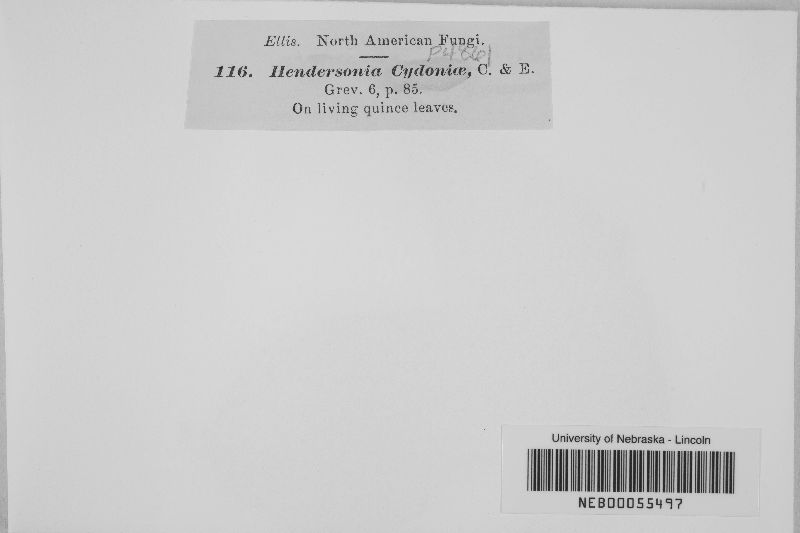 Ellis. North American Fungi.
116. Hendersonia Cydoniæ, C. & E.
Grev. 6, p. 85.
On living quince leaves.
University of Nebraska - Lincoln
NEB00055497